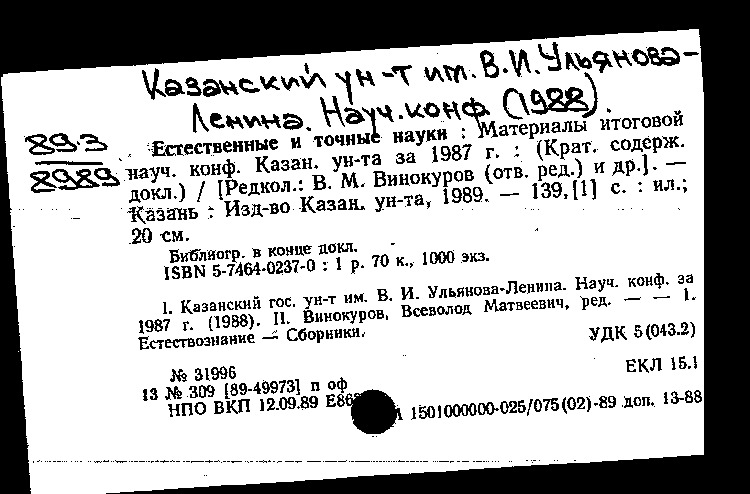 Казанский ун-т им. В.И. Ульянова-
Ленина. Науч. конф. (1988).
89-3
8989
Естественные и точные науки : Материалы итоговой
науч. конф. Казан. ун-та за 1987 г. : (Крат. содерж.
докл.) / [Редкол.: В. М. Винокуров (отв. ред.) и др.]. —
Казань : Изд-во Казан. ун-та, 1989. — 139,[1] с. : ил.;
20 см.
Библиогр. в конце докл.
ISBN 5-7464-0237-0 : 1 р. 70 к., 1000 экз.
I. Казанский гос. ун-т им. В. И. Ульянова-Ленина. Науч. конф. за
1987 г. (1988). II. Винокуров, Всеволод Матвеевич, ред. — — 1.
Естествознание — Сборники.
УДК 5(043.2)
№ 31996
ЕКЛ 15.1
13 № 309 [89-49973] п оф
НПО ВКП 12.09.89 1501000000-025/075(02)-89 доп. 13-88